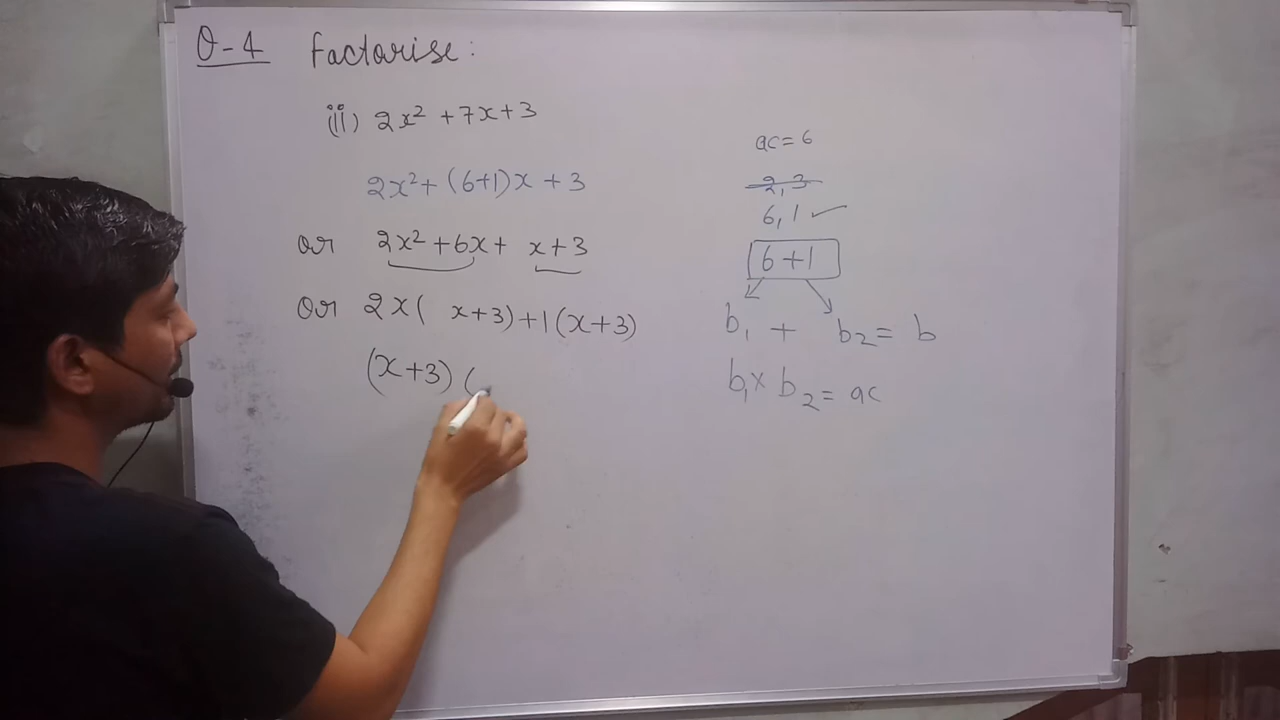 Q-4 Factorise:
(ii) 2x² + 7x + 3
2x² + (6+1)x + 3
Or 2x² + 6x + x + 3
Or 2x( x+3) + 1(x+3)
(x+3) (
ac = 6
2, 3
6, 1 ✓
6 + 1
b₁ + b₂ = b
b₁ × b₂ = ac